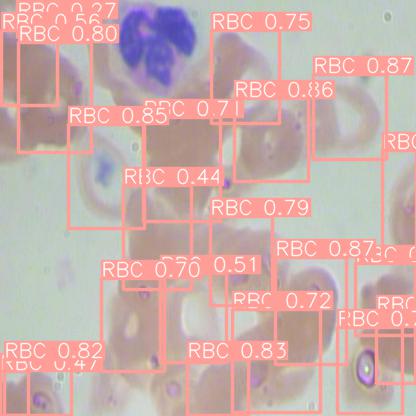 RBC 0.27
RBC 0.56
RBC 0.80
RBC 0.75
RBC 0.87
RBC 0.86
RBC 0.85
RBC 0.71
RBC
RBC 0.44
RBC 0.79
RBC 0.87
0.51
RBC 0.70
RBC 0.72
RBC
RBC 0.82
RBC 0.83
0.47